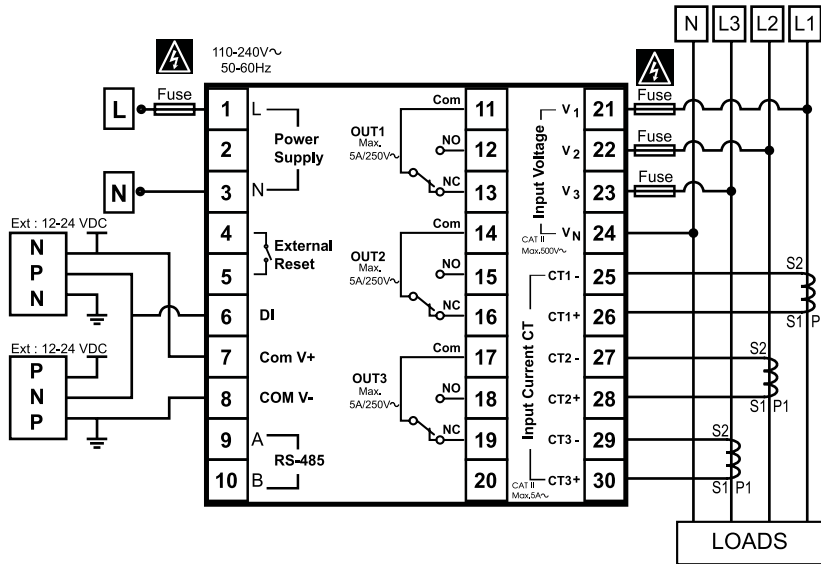 N L3 L2 L1
110-240V~
50-60Hz
Fuse
L
N
Ext : 12-24 VDC
N
P
N
Ext : 12-24 VDC
P
N
P
1 L
2
3 N
Power
Supply
4
5
External
Reset
6 DI
7 Com V+
8 COM V-
9 A
10 B
RS-485
OUT1
Max.
5A/250V~
Com 11
NO 12
NC 13
OUT2
Max.
5A/250V~
Com 14
NO 15
NC 16
OUT3
Max.
5A/250V~
Com 17
NO 18
NC 19
20
Input Voltage
CAT II
Max.500V~
V1 21 Fuse
V2 22 Fuse
V3 23 Fuse
VN 24
Input Current CT
CAT II
Max.5A~
CT1 - 25
CT1+ 26
CT2 - 27
CT2+ 28
CT3 - 29
CT3+ 30
S2
S1 P
S2
S1 P1
S2
S1 P1
LOADS